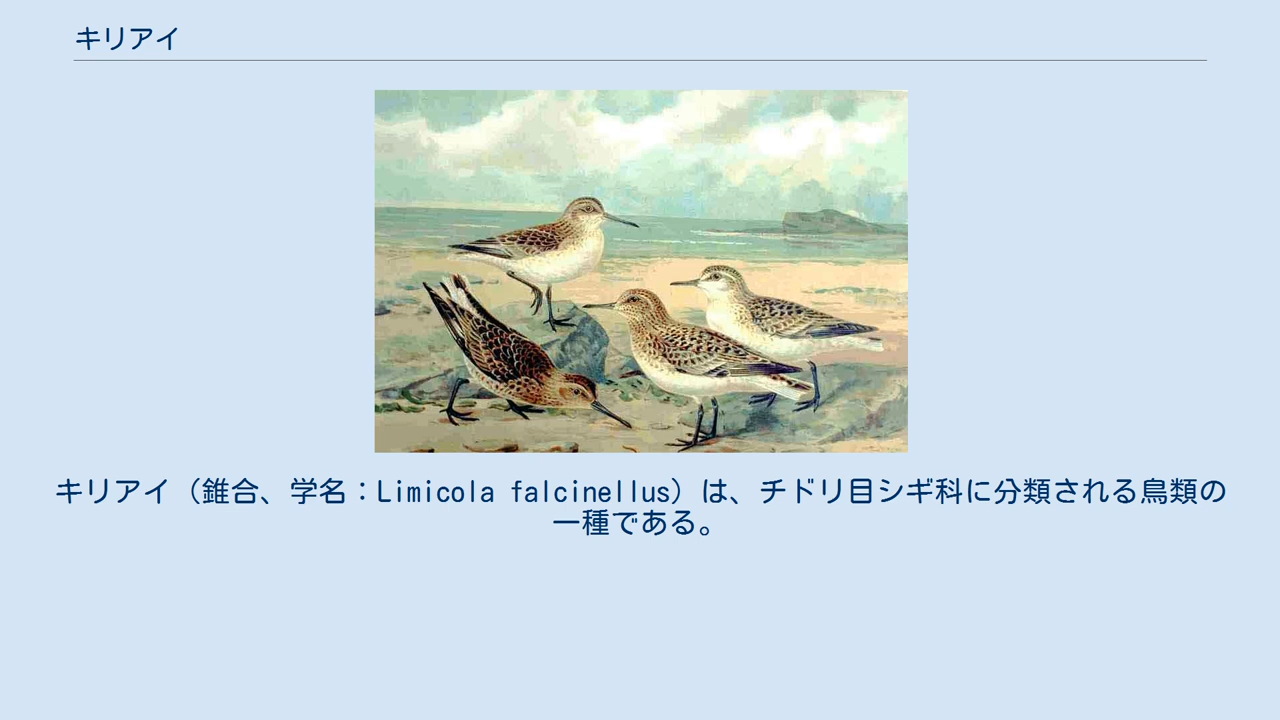 キリアイ
キリアイ（錐合、学名：Limicola falcinellus）は、チドリ目シギ科に分類される鳥類の
一種である。